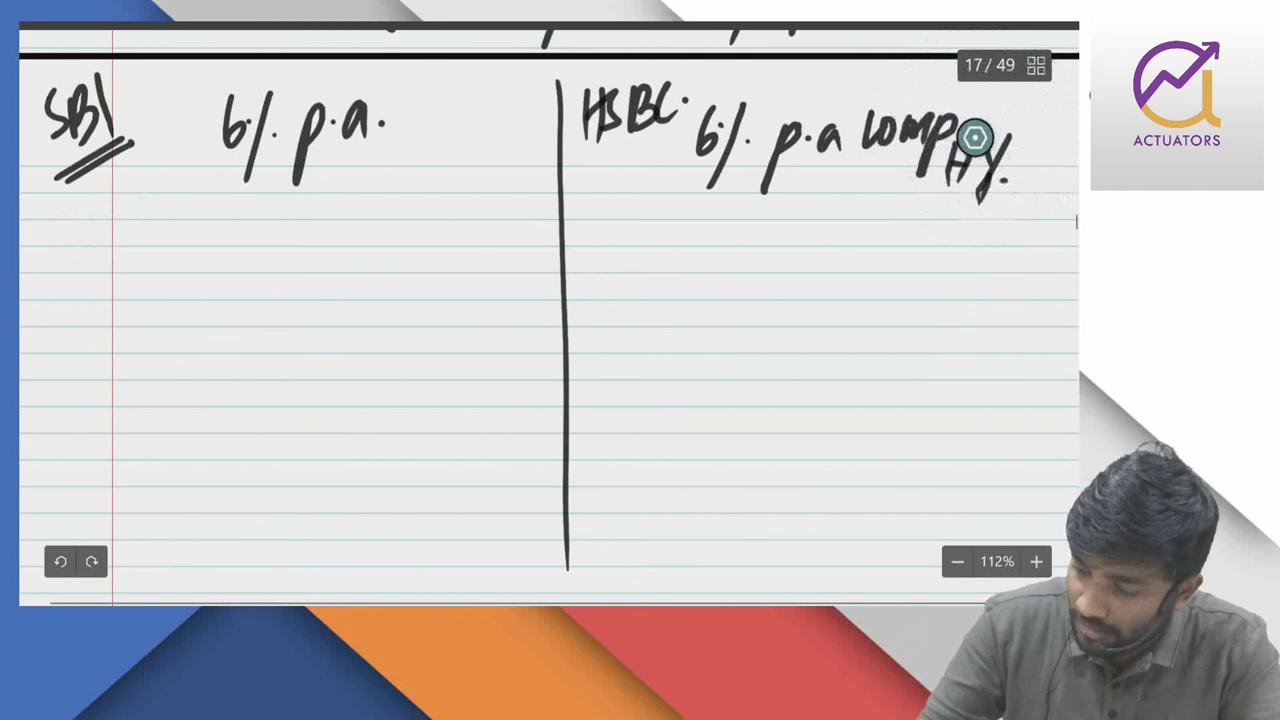 17 / 49
SBI 6% p.a.
HSBC. 6% p.a comp
Hy.
112%
ACTUATORS